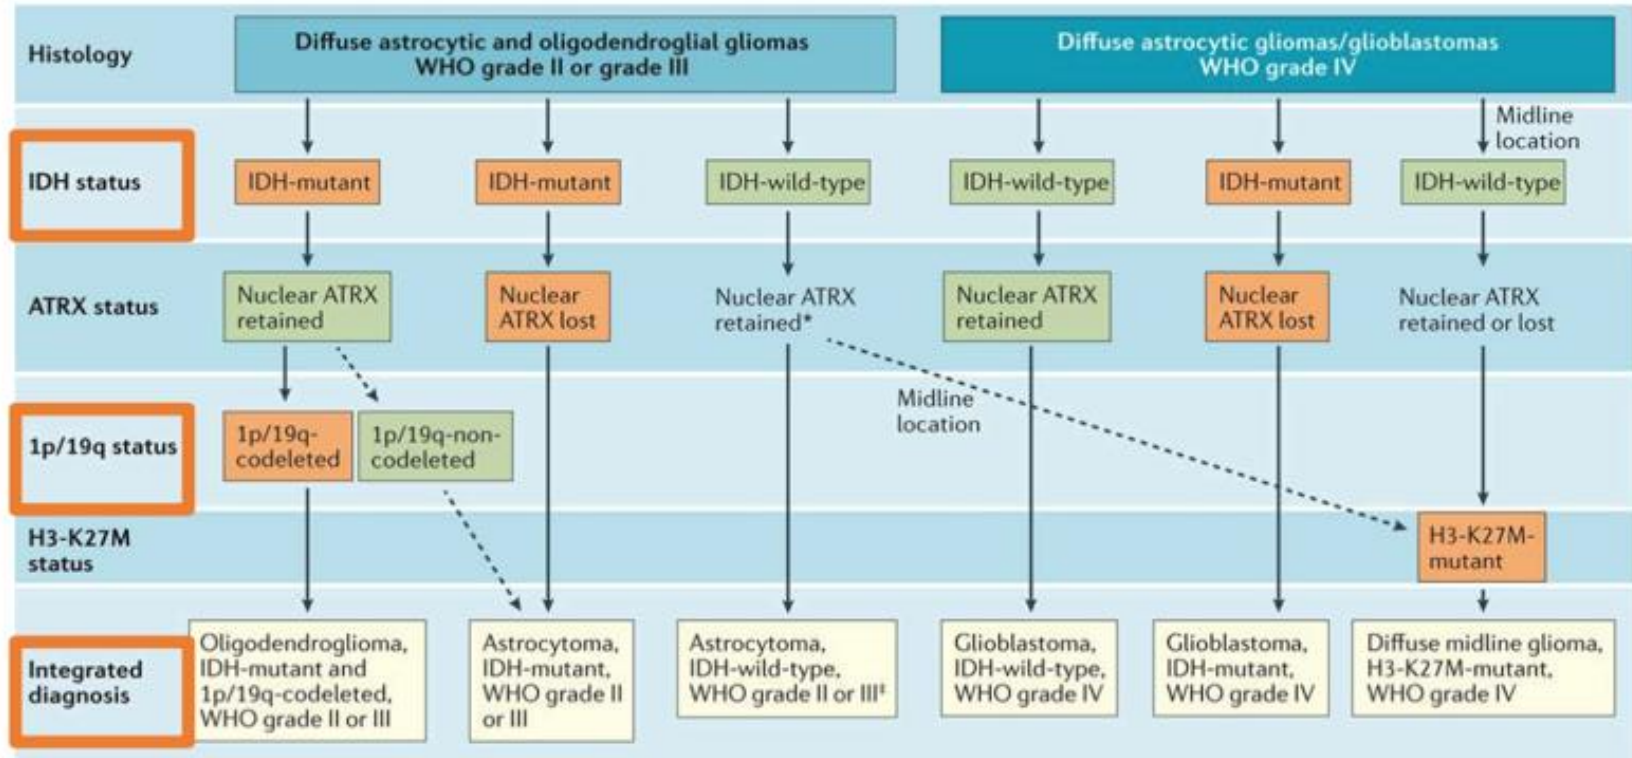 Histology
Diffuse astrocytic and oligodendroglial gliomas
WHO grade II or grade III
Diffuse astrocytic gliomas/glioblastomas
WHO grade IV
Midline
location
IDH status
IDH-mutant
IDH-mutant
IDH-wild-type
IDH-wild-type
IDH-mutant
IDH-wild-type
ATRX status
Nuclear ATRX
retained
Nuclear
ATRX lost
Nuclear ATRX
retained*
Nuclear ATRX
retained
Nuclear
ATRX lost
Nuclear ATRX
retained or lost
Midline
location
1p/19q status
1p/19q-
codeleted
1p/19q-non-
codeleted
H3-K27M
status
H3-K27M-
mutant
Integrated
diagnosis
Oligodendroglioma,
IDH-mutant and
1p/19q-codeleted,
WHO grade II or III
Astrocytoma,
IDH-mutant,
WHO grade II
or III
Astrocytoma,
IDH-wild-type,
WHO grade II or III‡
Glioblastoma,
IDH-wild-type,
WHO grade IV
Glioblastoma,
IDH-mutant,
WHO grade IV
Diffuse midline glioma,
H3-K27M-mutant,
WHO grade IV